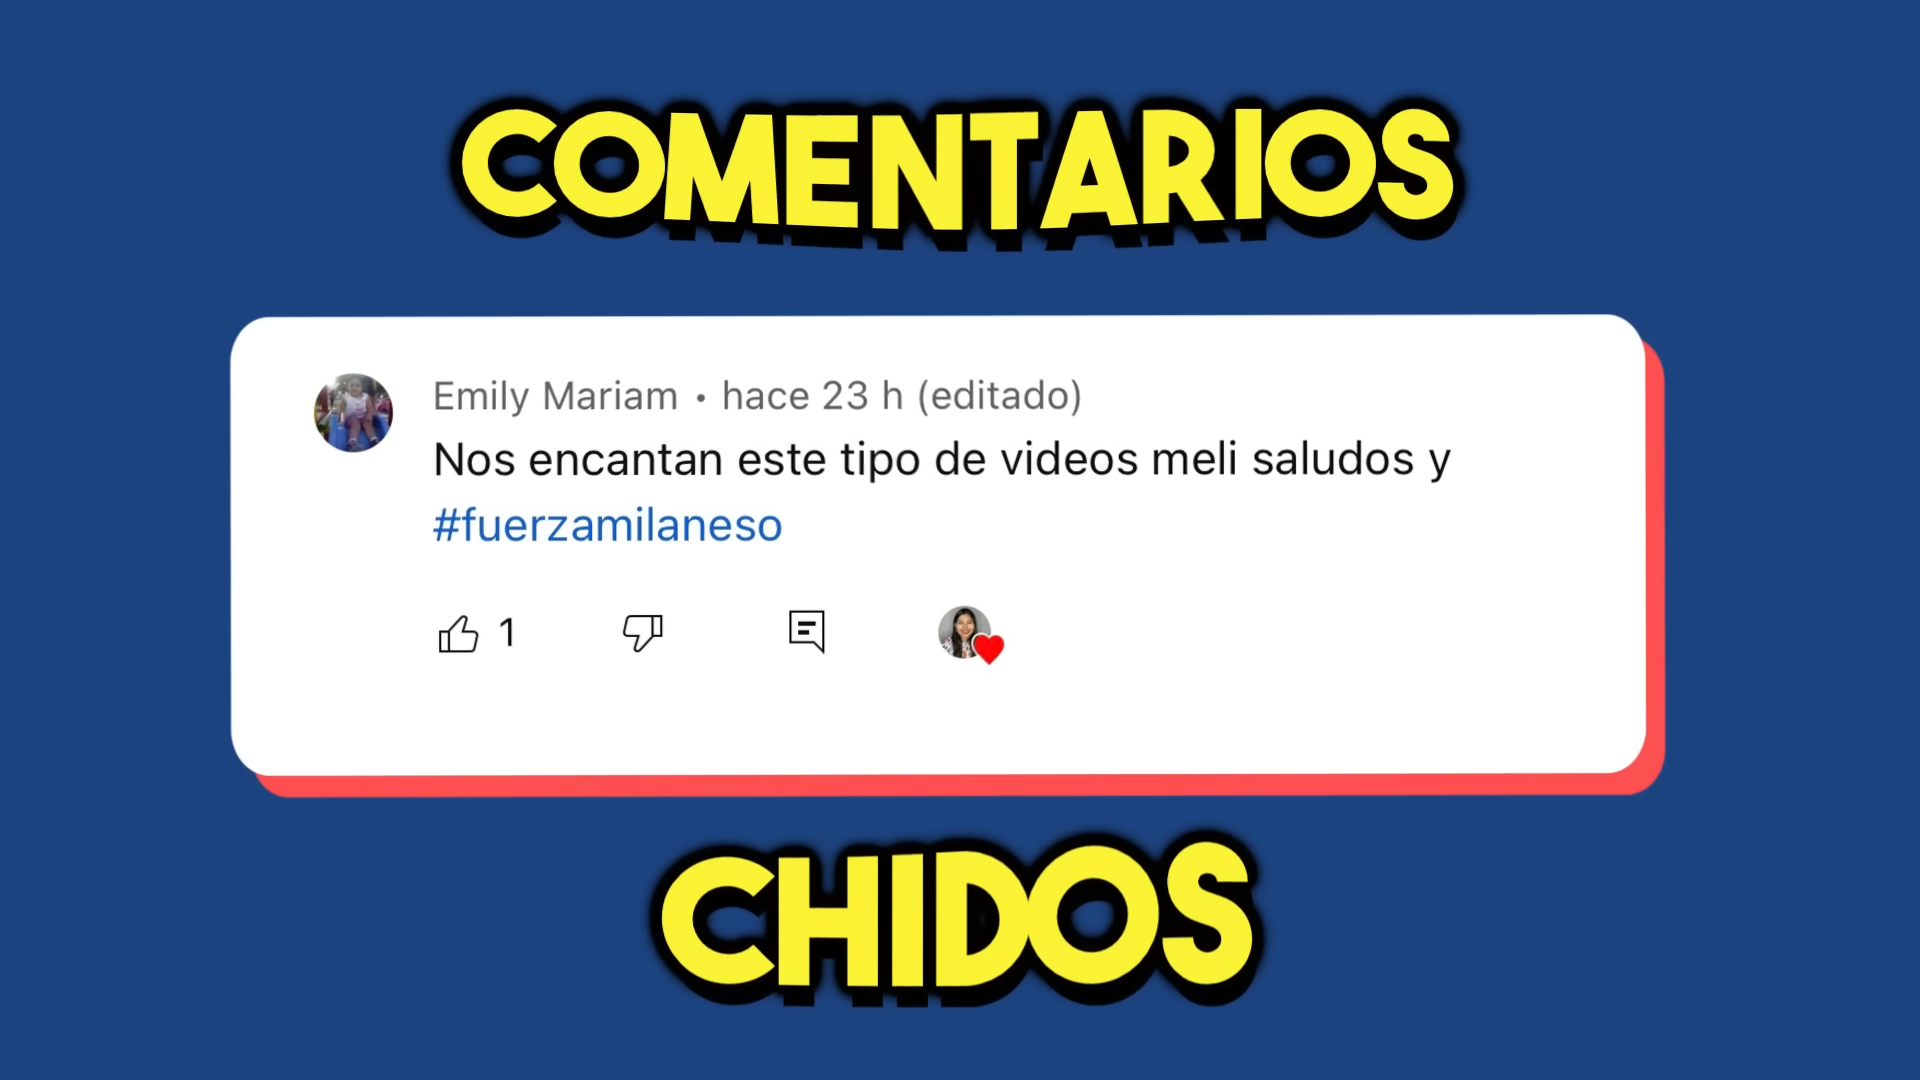 COMENTARIOS
Emily Mariam • hace 23 h (editado)
Nos encantan este tipo de videos meli saludos y
#fuerzamilaneso
1
CHIDOS